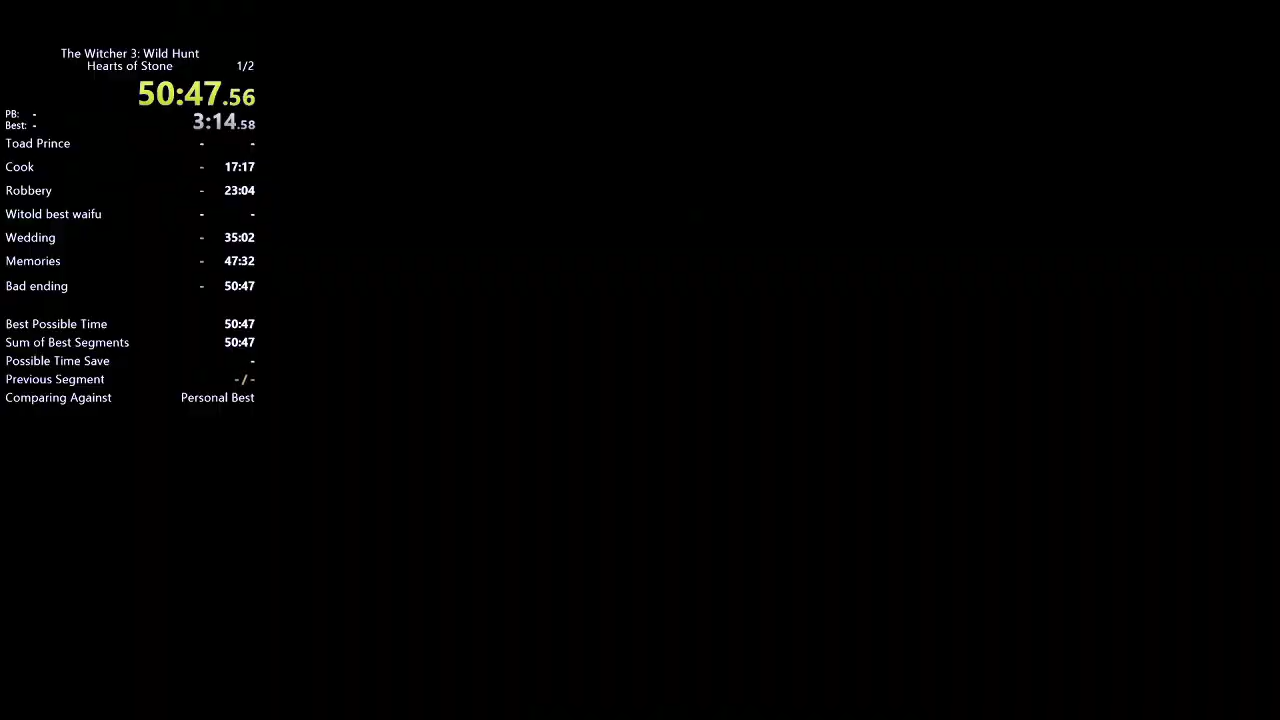 The Witcher 3: Wild Hunt
Hearts of Stone 1/2
50:47.56
PB: - 3:14.58
Best: -
Toad Prince - -
Cook - 17:17
Robbery - 23:04
Witold best waifu - -
Wedding - 35:02
Memories - 47:32
Bad ending - 50:47
Best Possible Time 50:47
Sum of Best Segments 50:47
Possible Time Save -
Previous Segment - / -
Comparing Against Personal Best